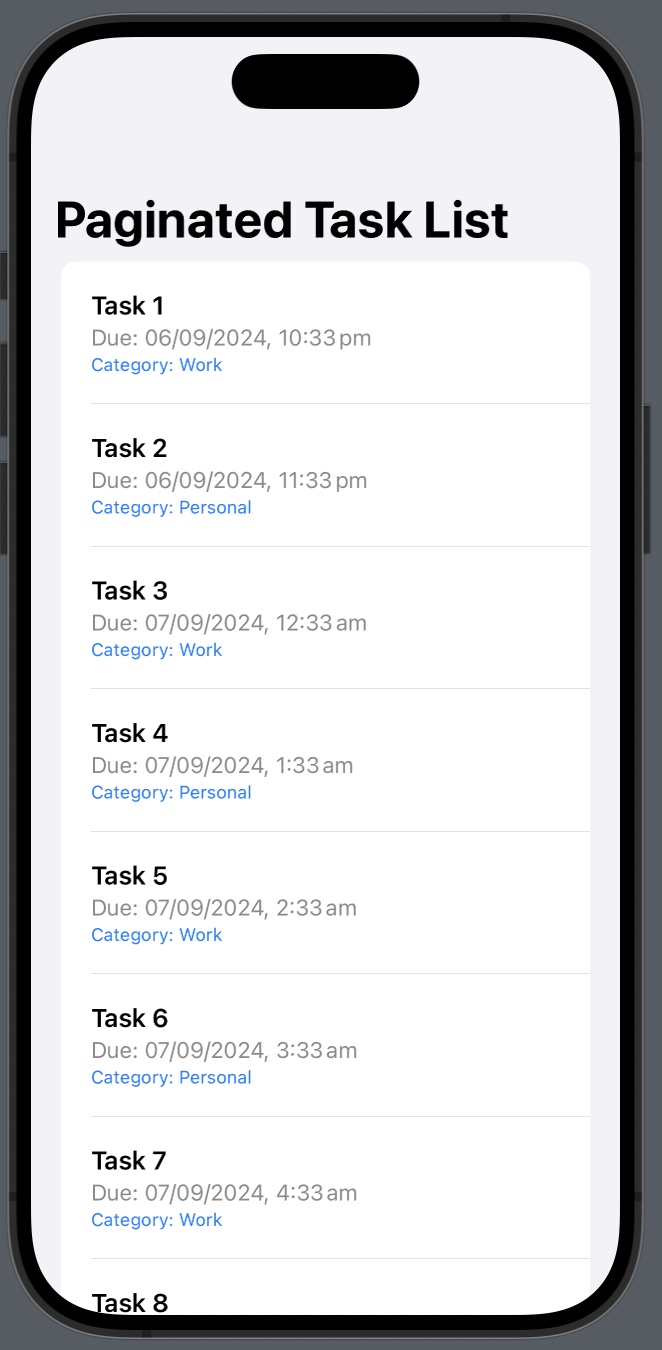 Paginated Task List
Task 1
Due: 06/09/2024, 10:33 pm
Category: Work
Task 2
Due: 06/09/2024, 11:33 pm
Category: Personal
Task 3
Due: 07/09/2024, 12:33 am
Category: Work
Task 4
Due: 07/09/2024, 1:33 am
Category: Personal
Task 5
Due: 07/09/2024, 2:33 am
Category: Work
Task 6
Due: 07/09/2024, 3:33 am
Category: Personal
Task 7
Due: 07/09/2024, 4:33 am
Category: Work
Task 8